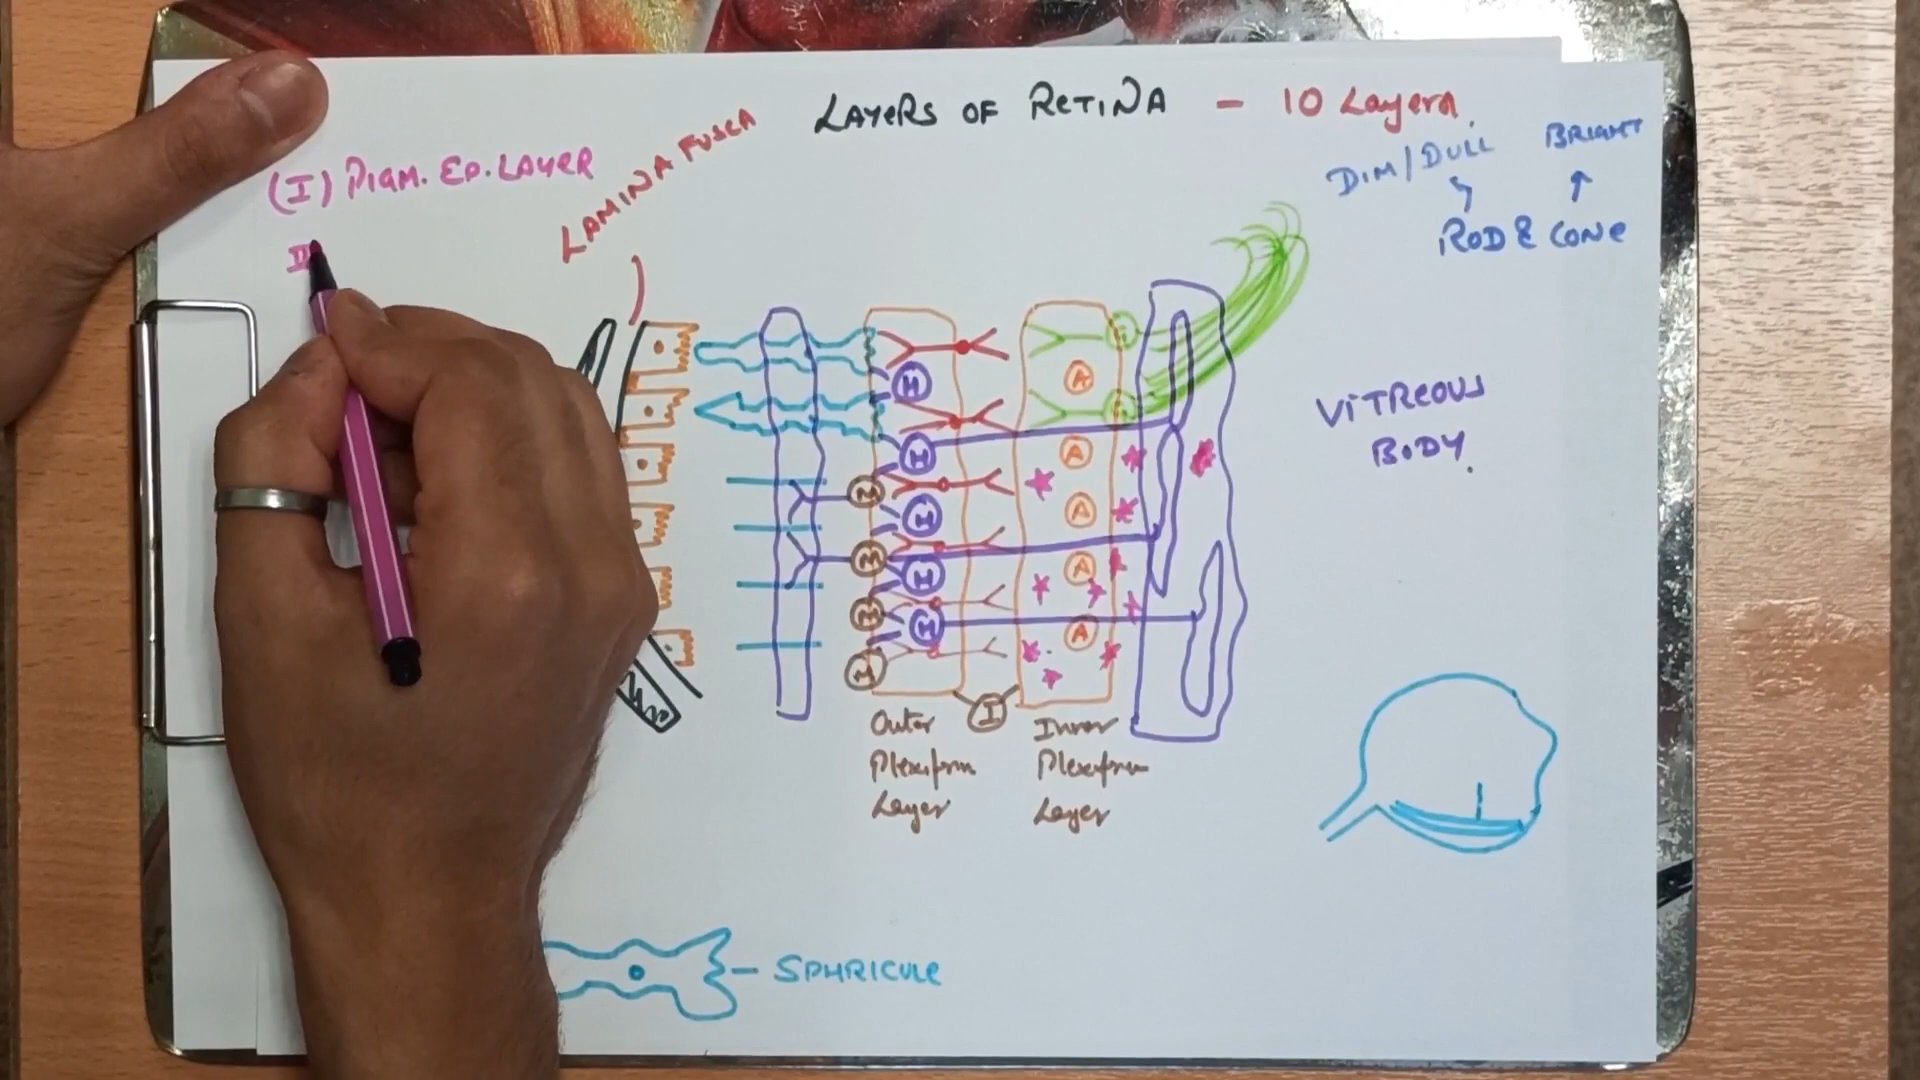 LAYERS OF RETINA - 10 Layers
(I) PIGM. EP. LAYER
II
LAMINA FUSCA
DIM/DULL
BRIGHT
ROD & CONE
H
A
H
A
M
H
A
M
H
A
M
H
A
M
I
Outer
Plexiform
Layer
Inner
Plexiform
Layer
VITREOUS
BODY.
- SPHRICULE